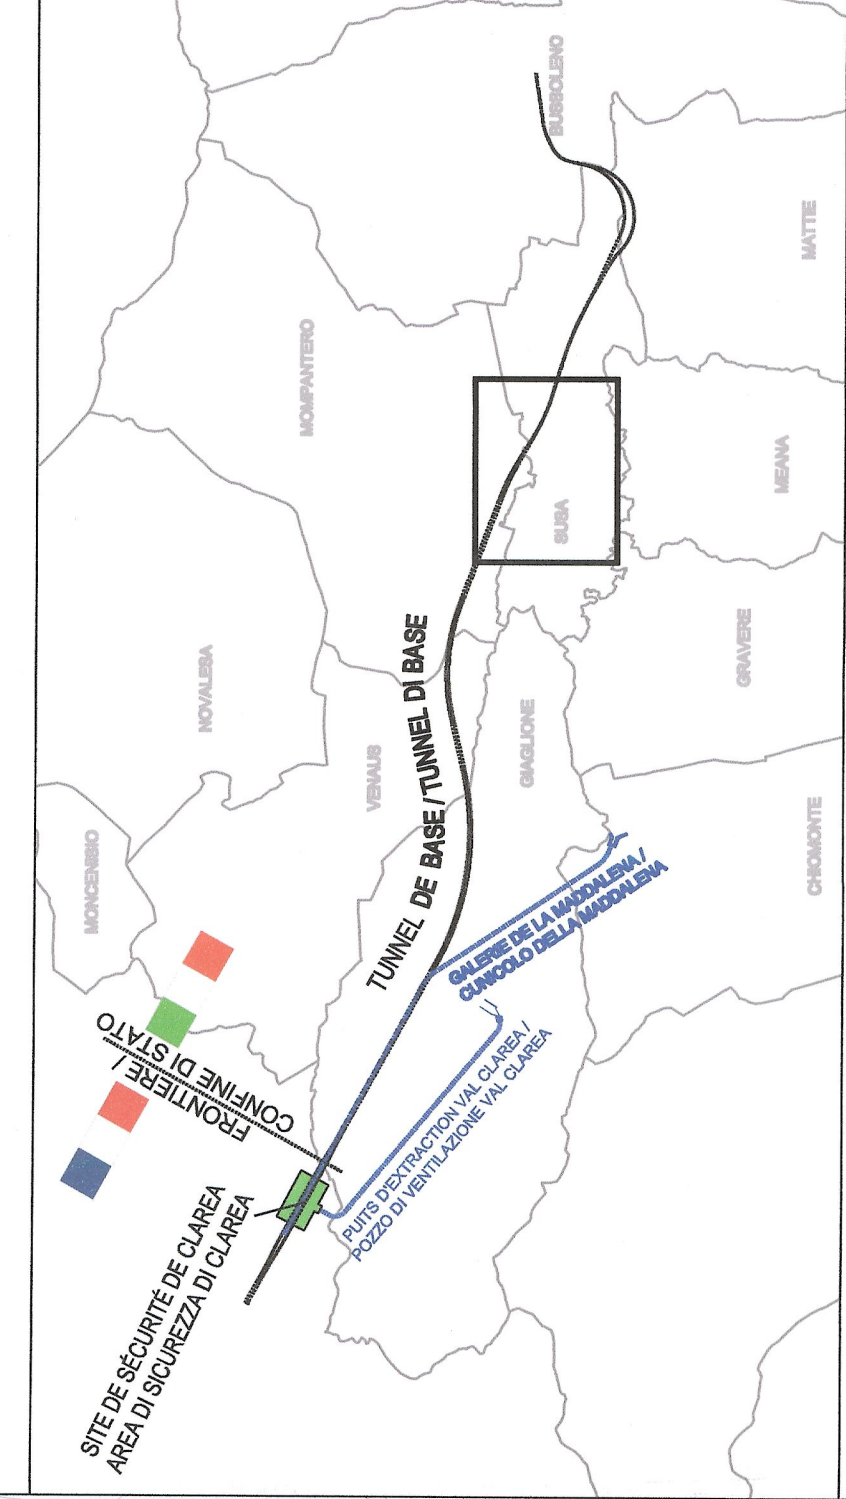 SITE DE SÉCURITÉ DE CLAREA
AREA DI SICUREZZA DI CLAREA
FRONTIERE /
CONFINE DI STATO
PUITS D'EXTRACTION VAL CLAREA /
POZZO DI VENTILAZIONE VAL CLAREA
GALERIE DE LA MADDALENA /
CUNICOLO DELLA MADDALENA
TUNNEL DE BASE / TUNNEL DI BASE
MONCENISIO
NOVALESA
VENAUS
GIAGLIONE
CHIOMONTE
GRAVERE
MOMPANTERO
SUSA
MEANA
MATTIE
BUSSOLENO